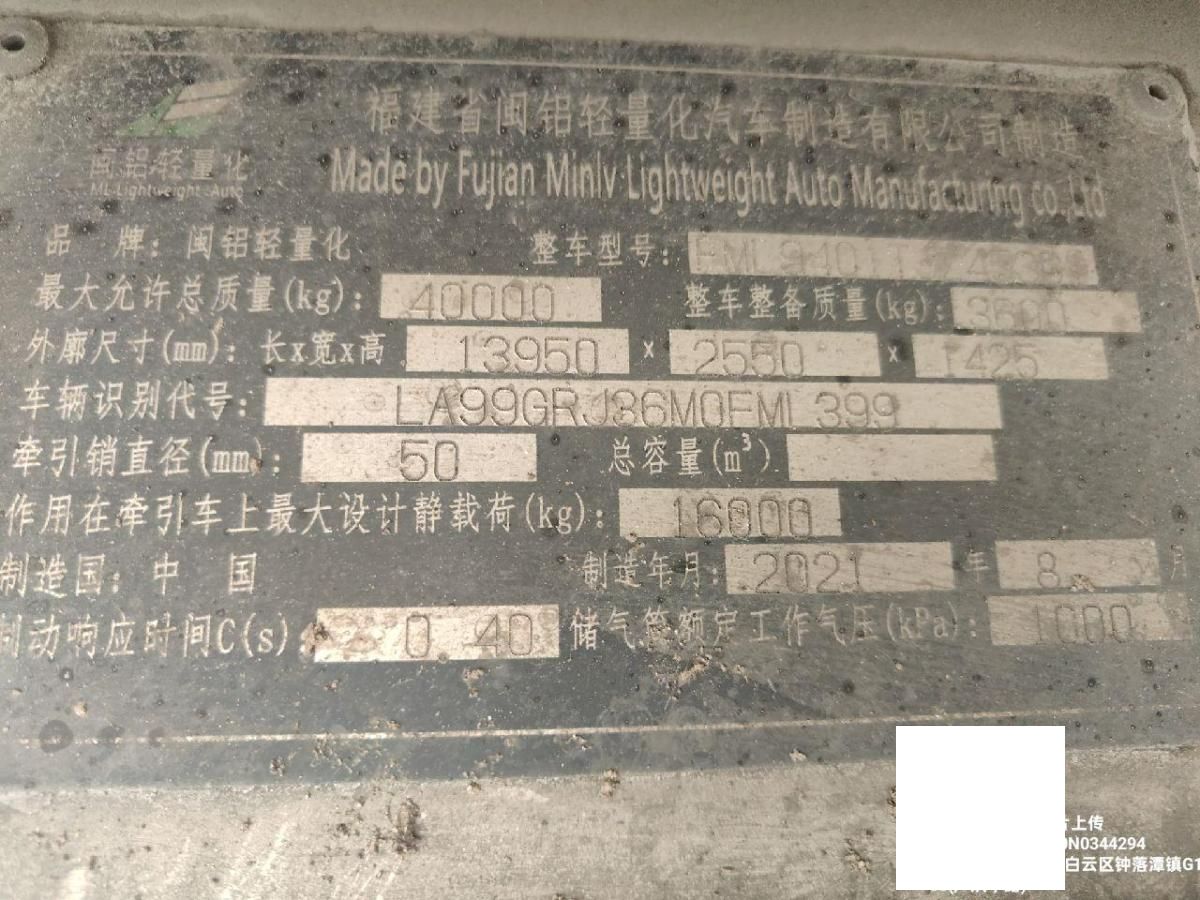 福建省闽铝轻量化汽车制造有限公司制造
闽铝轻量化
ML-Lightweight Auto
Made by Fujian Minlv Lightweight Auto Manufacturing co.,Ltd
品 牌: 闽铝轻量化 整车型号:
最大允许总质量(kg): 40000 整车整备质量(kg):
外廓尺寸(mm): 长x宽x高 13950 x 2550 x 1425
车辆识别代号: LA99GRJ36M0FML399
牵引销直径(mm): 50 总容量(m³)
作用在牵引车上最大设计静载荷(kg): 16000
制造国: 中 国 制造年月: 2021 年 8 月
制动响应时间C(s): 0.40 储气筒额定工作气压(kPa): 1000
片上传
0N0344294
白云区钟落潭镇G1